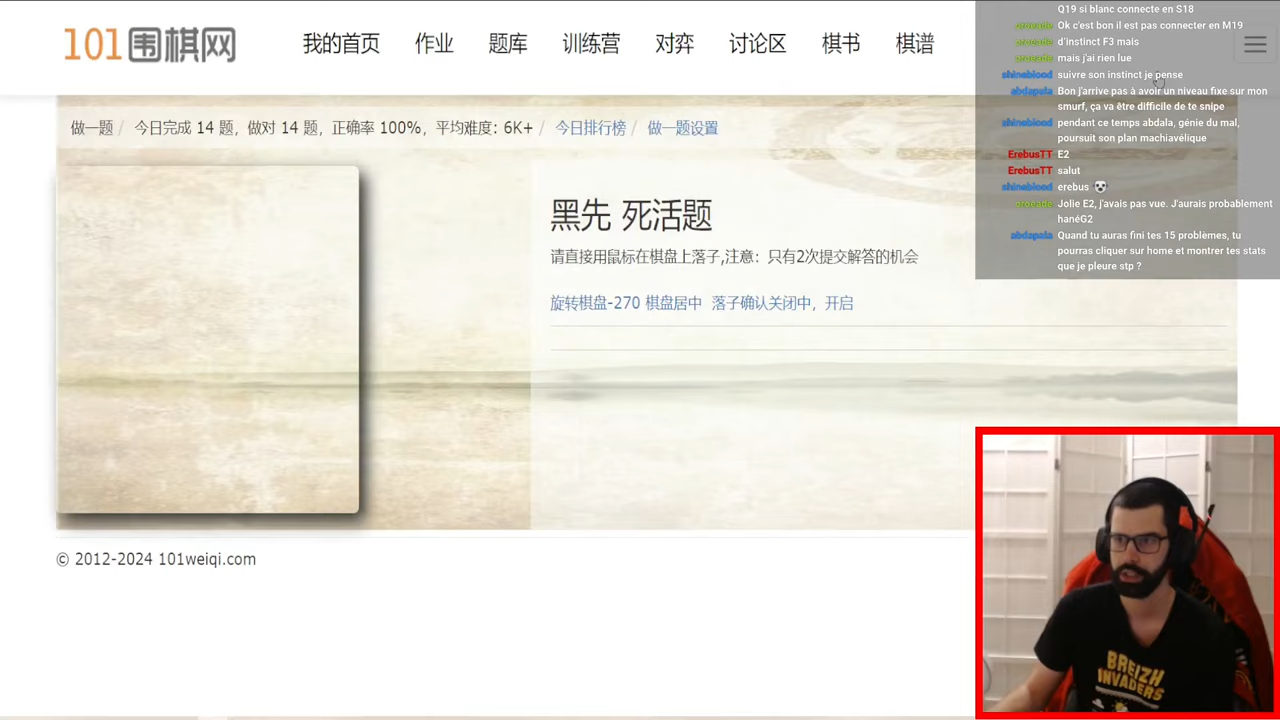 101围棋网
我的首页 作业 题库 训练营 对弈 讨论区 棋书 棋谱
做一题 / 今日完成 14 题，做对 14 题，正确率 100%，平均难度：6K+ / 今日排行榜 / 做一题设置
黑先 死活题
请直接用鼠标在棋盘上落子,注意：只有2次提交解答的机会
旋转棋盘-270 棋盘居中 落子确认关闭中，开启
© 2012-2024 101weiqi.com
Q19 si blanc connecte en S18
oroeade Ok c'est bon il est pas connecter en M19
oroeade d'instinct F3 mais
oroeade mais j'ai rien lue
shineblood suivre son instinct je pense
abdapala Bon j'arrive pas à avoir un niveau fixe sur mon
smurf, ça va être difficile de te snipe
shineblood pendant ce temps abdala, génie du mal,
poursuit son plan machiavélique
ErebusTT E2
ErebusTT salut
shineblood erebus
oroeade Jolie E2, j'avais pas vue. J'aurais probablement
hanéG2
abdapala Quand tu auras fini tes 15 problèmes, tu
pourras cliquer sur home et montrer tes stats
que je pleure stp ?
BREIZH
INVADERS